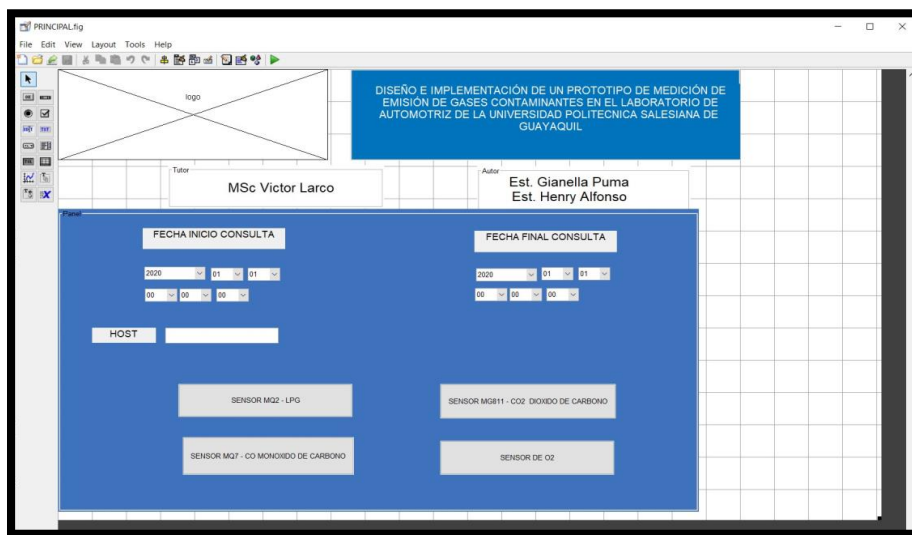 PRINCIPAL.fig
File Edit View Layout Tools Help
logo
DISEÑO E IMPLEMENTACIÓN DE UN PROTOTIPO DE MEDICIÓN DE
EMISIÓN DE GASES CONTAMINANTES EN EL LABORATORIO DE
AUTOMOTRIZ DE LA UNIVERSIDAD POLITECNICA SALESIANA DE
GUAYAQUIL
Tutor
MSc Victor Larco
Autor
Est. Gianella Puma
Est. Henry Alfonso
Panel
FECHA INICIO CONSULTA
FECHA FINAL CONSULTA
2020 01 01
2020 01 01
00 00 00
00 00 00
HOST
SENSOR MQ2 - LPG
SENSOR MG811 - CO2 DIOXIDO DE CARBONO
SENSOR MQ7 - CO MONOXIDO DE CARBONO
SENSOR DE O2